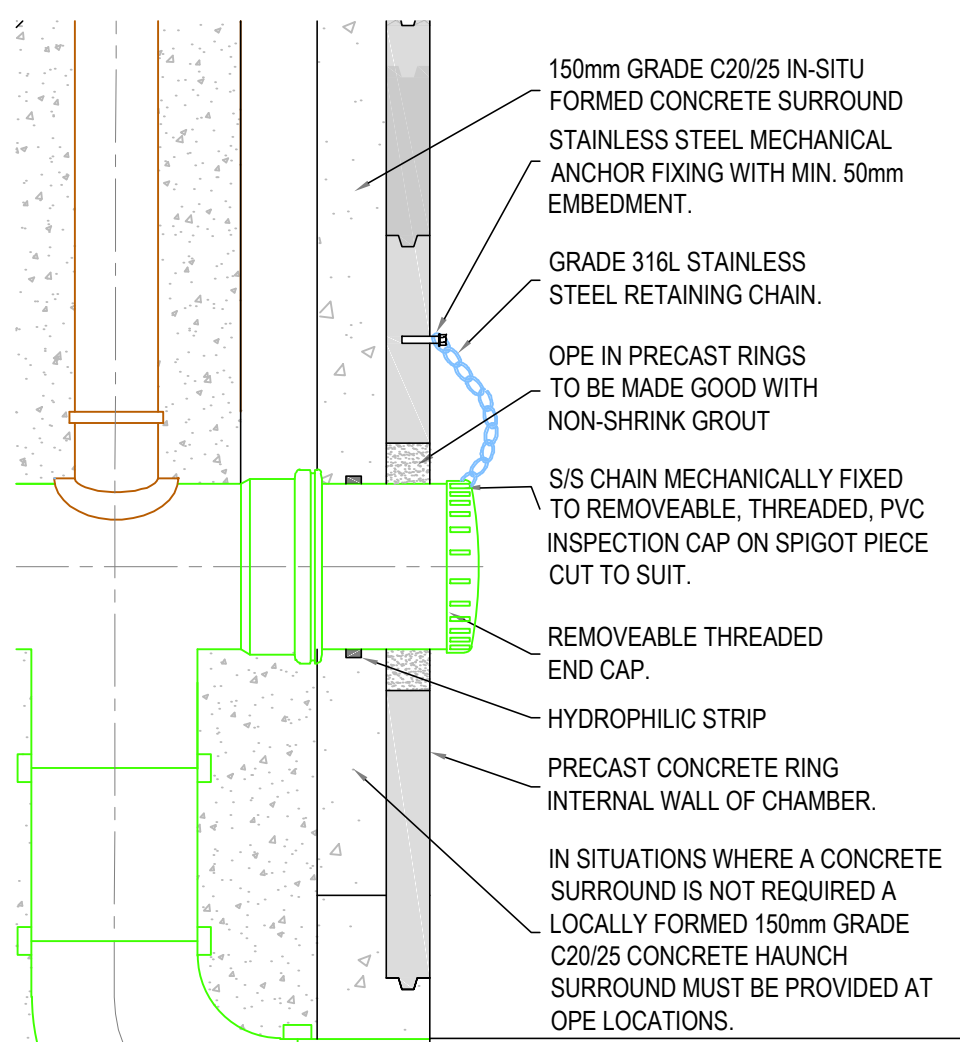 150mm GRADE C20/25 IN-SITU
FORMED CONCRETE SURROUND
STAINLESS STEEL MECHANICAL
ANCHOR FIXING WITH MIN. 50mm
EMBEDMENT.
GRADE 316L STAINLESS
STEEL RETAINING CHAIN.
OPE IN PRECAST RINGS
TO BE MADE GOOD WITH
NON-SHRINK GROUT
S/S CHAIN MECHANICALLY FIXED
TO REMOVEABLE, THREADED, PVC
INSPECTION CAP ON SPIGOT PIECE
CUT TO SUIT.
REMOVEABLE THREADED
END CAP.
HYDROPHILIC STRIP
PRECAST CONCRETE RING
INTERNAL WALL OF CHAMBER.
IN SITUATIONS WHERE A CONCRETE
SURROUND IS NOT REQUIRED A
LOCALLY FORMED 150mm GRADE
C20/25 CONCRETE HAUNCH
SURROUND MUST BE PROVIDED AT
OPE LOCATIONS.